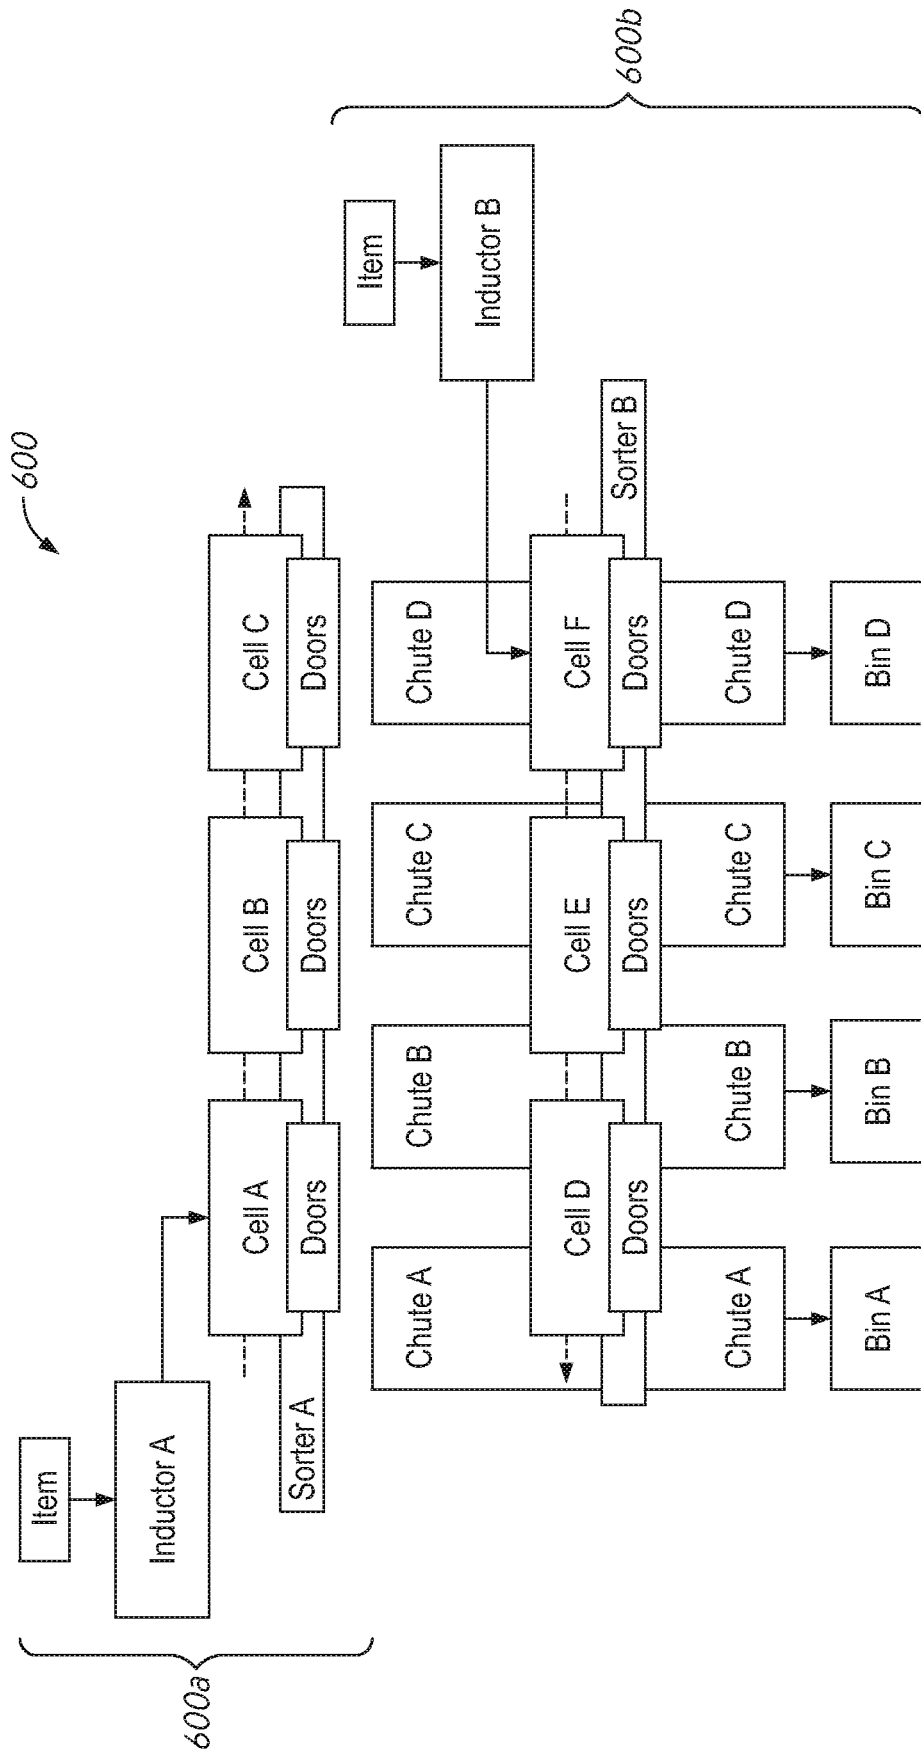 600
600a
Item
Inductor A
Cell A
Cell B
Cell C
Doors
Doors
Doors
Sorter A
600b
Item
Inductor B
Chute A
Chute B
Chute C
Chute D
Cell D
Cell E
Cell F
Doors
Doors
Doors
Sorter B
Chute A
Chute B
Chute C
Chute D
Bin A
Bin B
Bin C
Bin D